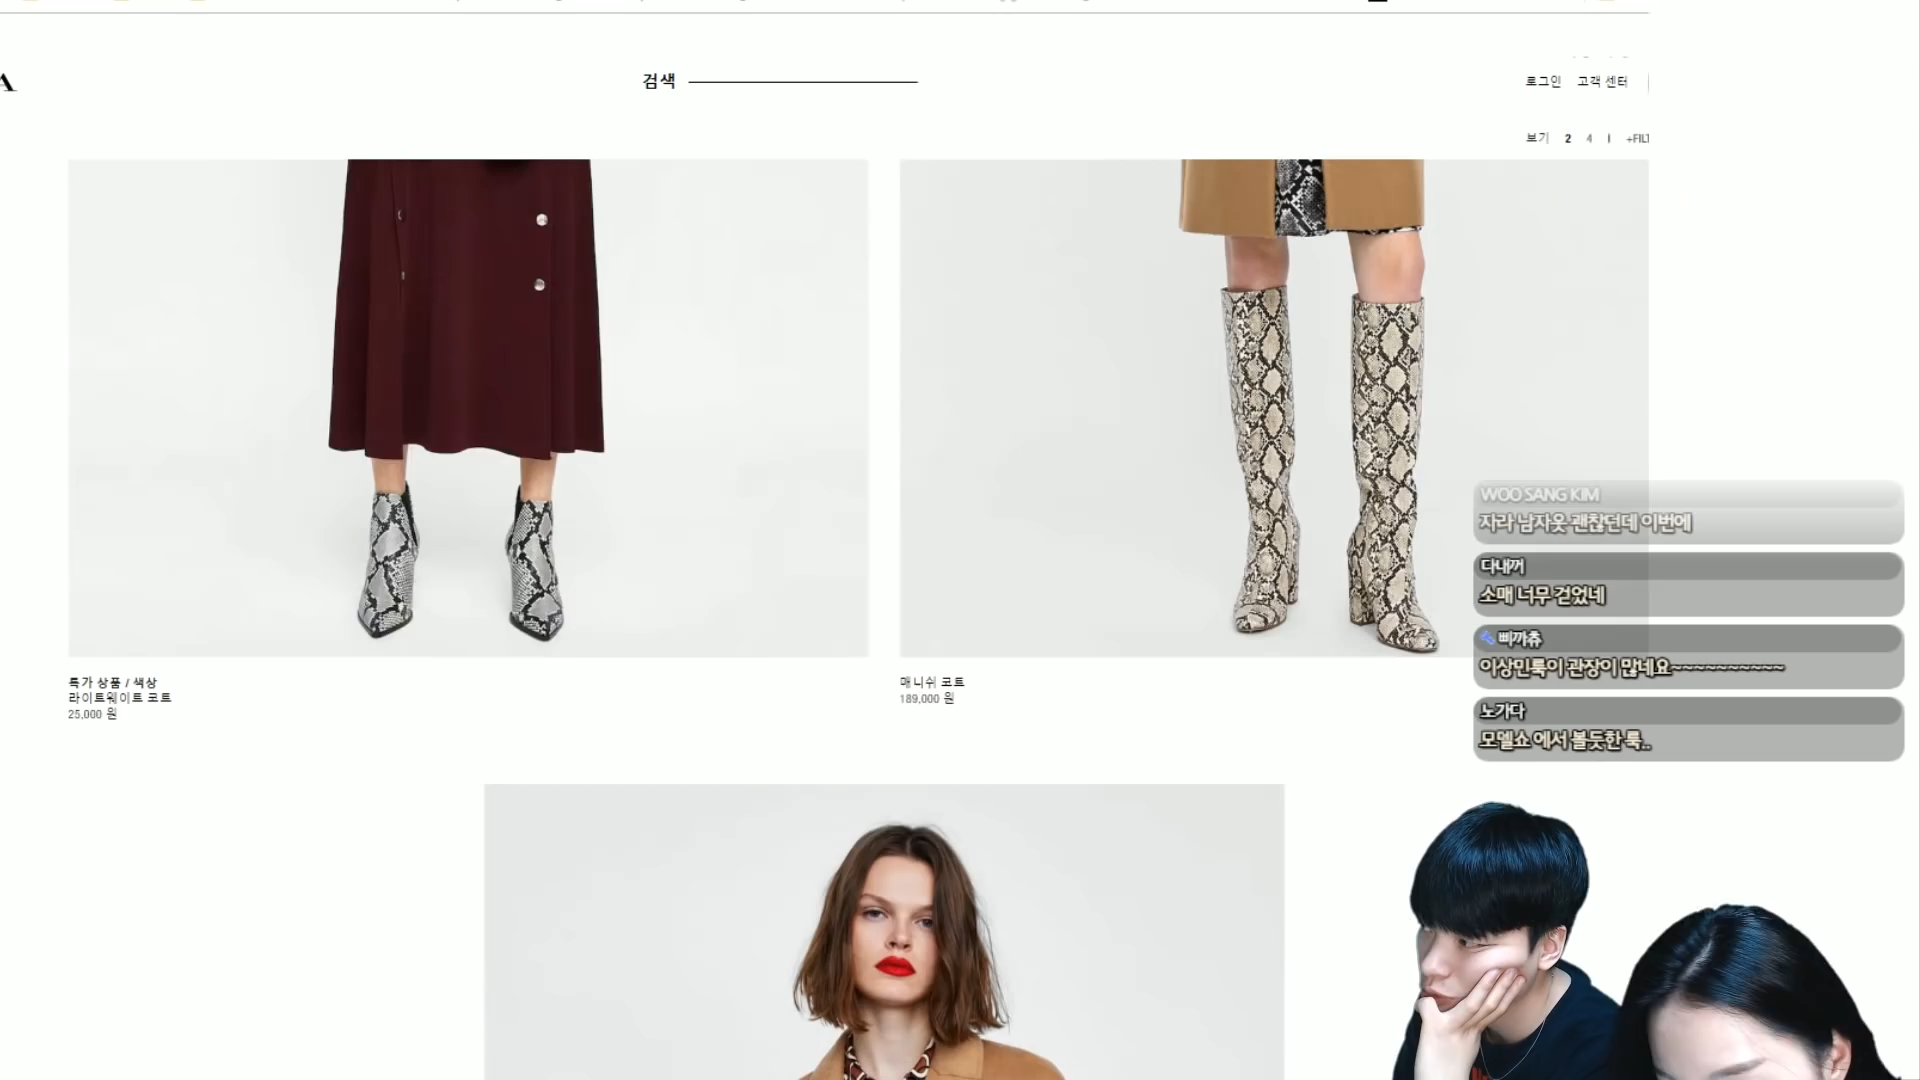 A
검색
로그인 고객 센터
보기 2 4 +FILT
특가 상품 / 색상
라이트웨이트 코트
25,000 원
매니쉬 코트
189,000 원
WOO SANG KIM
자라 남자옷 괜찮던데 이번에
다내꺼
소매 너무 걷었네
삐까츄
이상민룩이 관장이 많네요~~~~~~~~~~~
노가다
모델쇼 에서 볼듯한 룩..